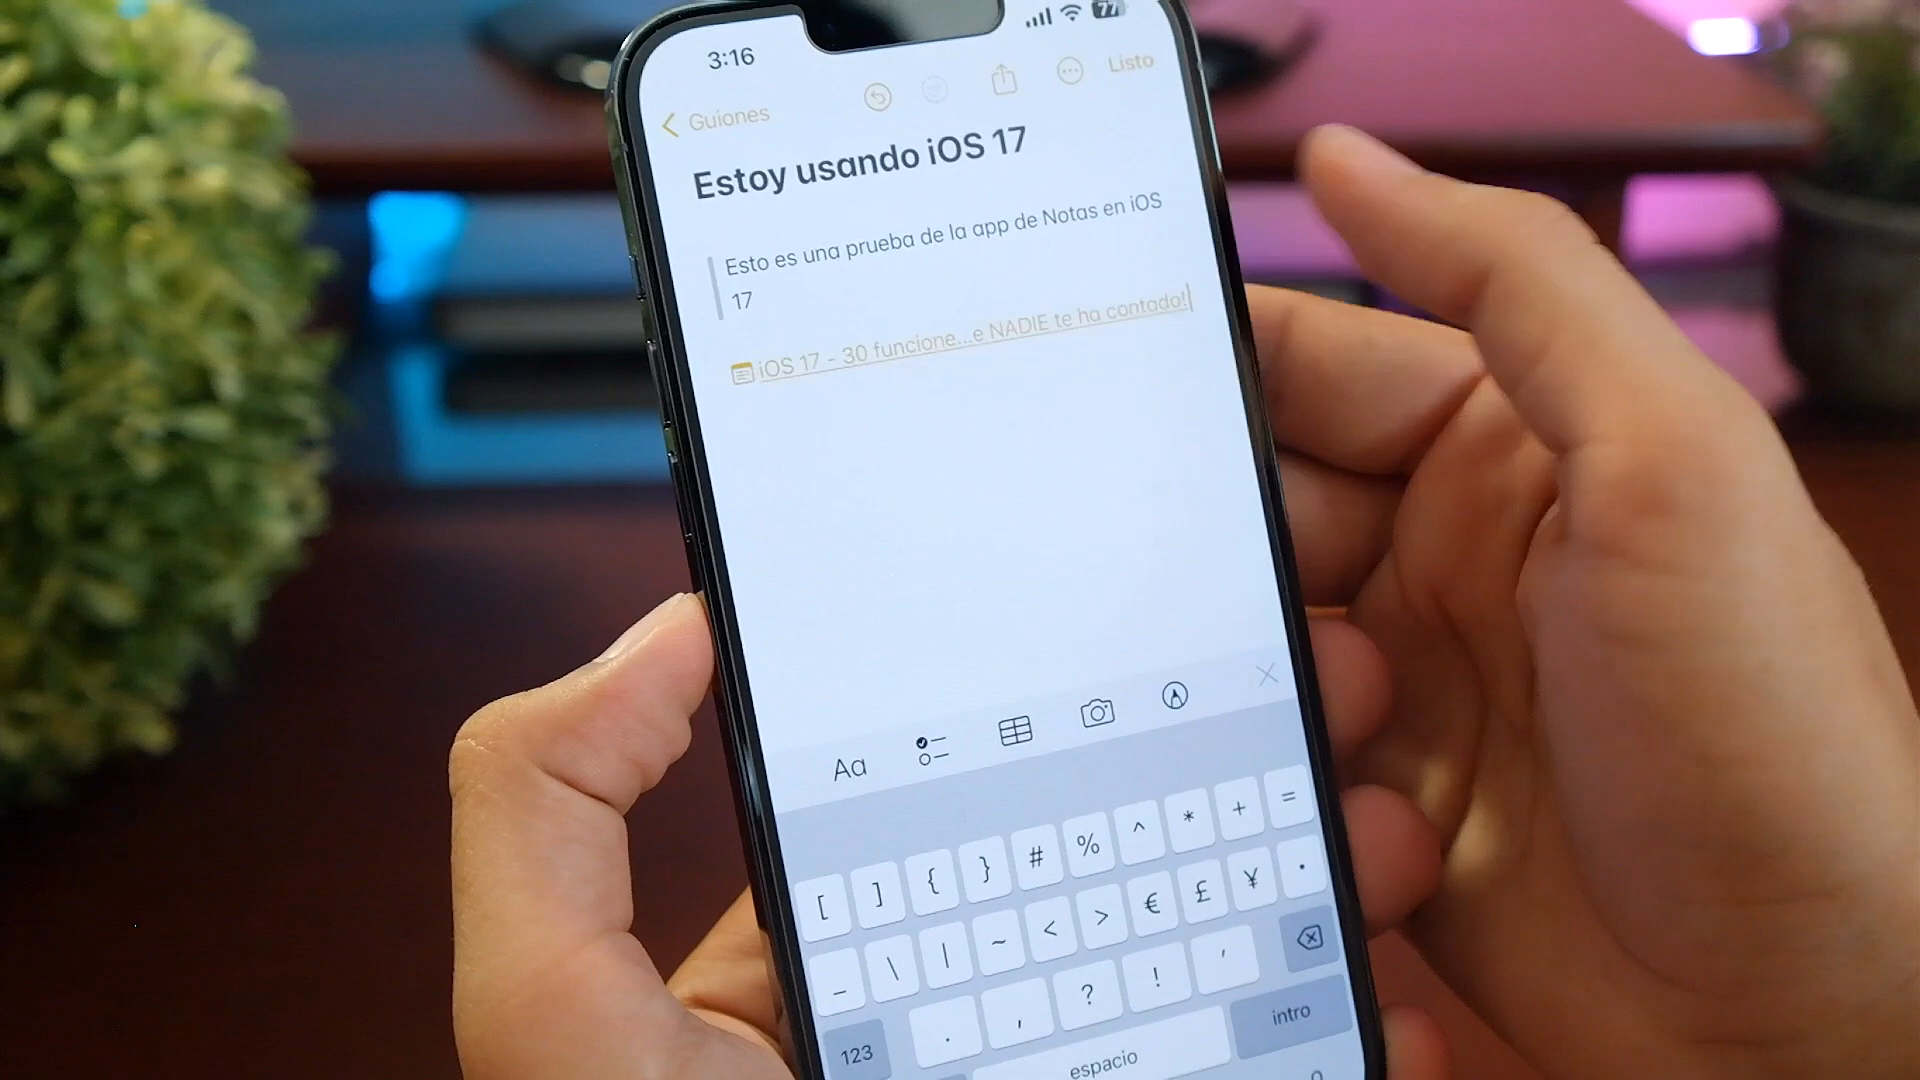 3:16
77
Guiones
Listo
Estoy usando iOS 17
Esto es una prueba de la app de Notas en iOS
17
iOS 17 - 30 funcione...e NADIE te ha contado!
Aa
[ ] { } # % ^ * + =
_ \ | ~ < > € £ ¥ •
123 . , ? ! '
espacio intro